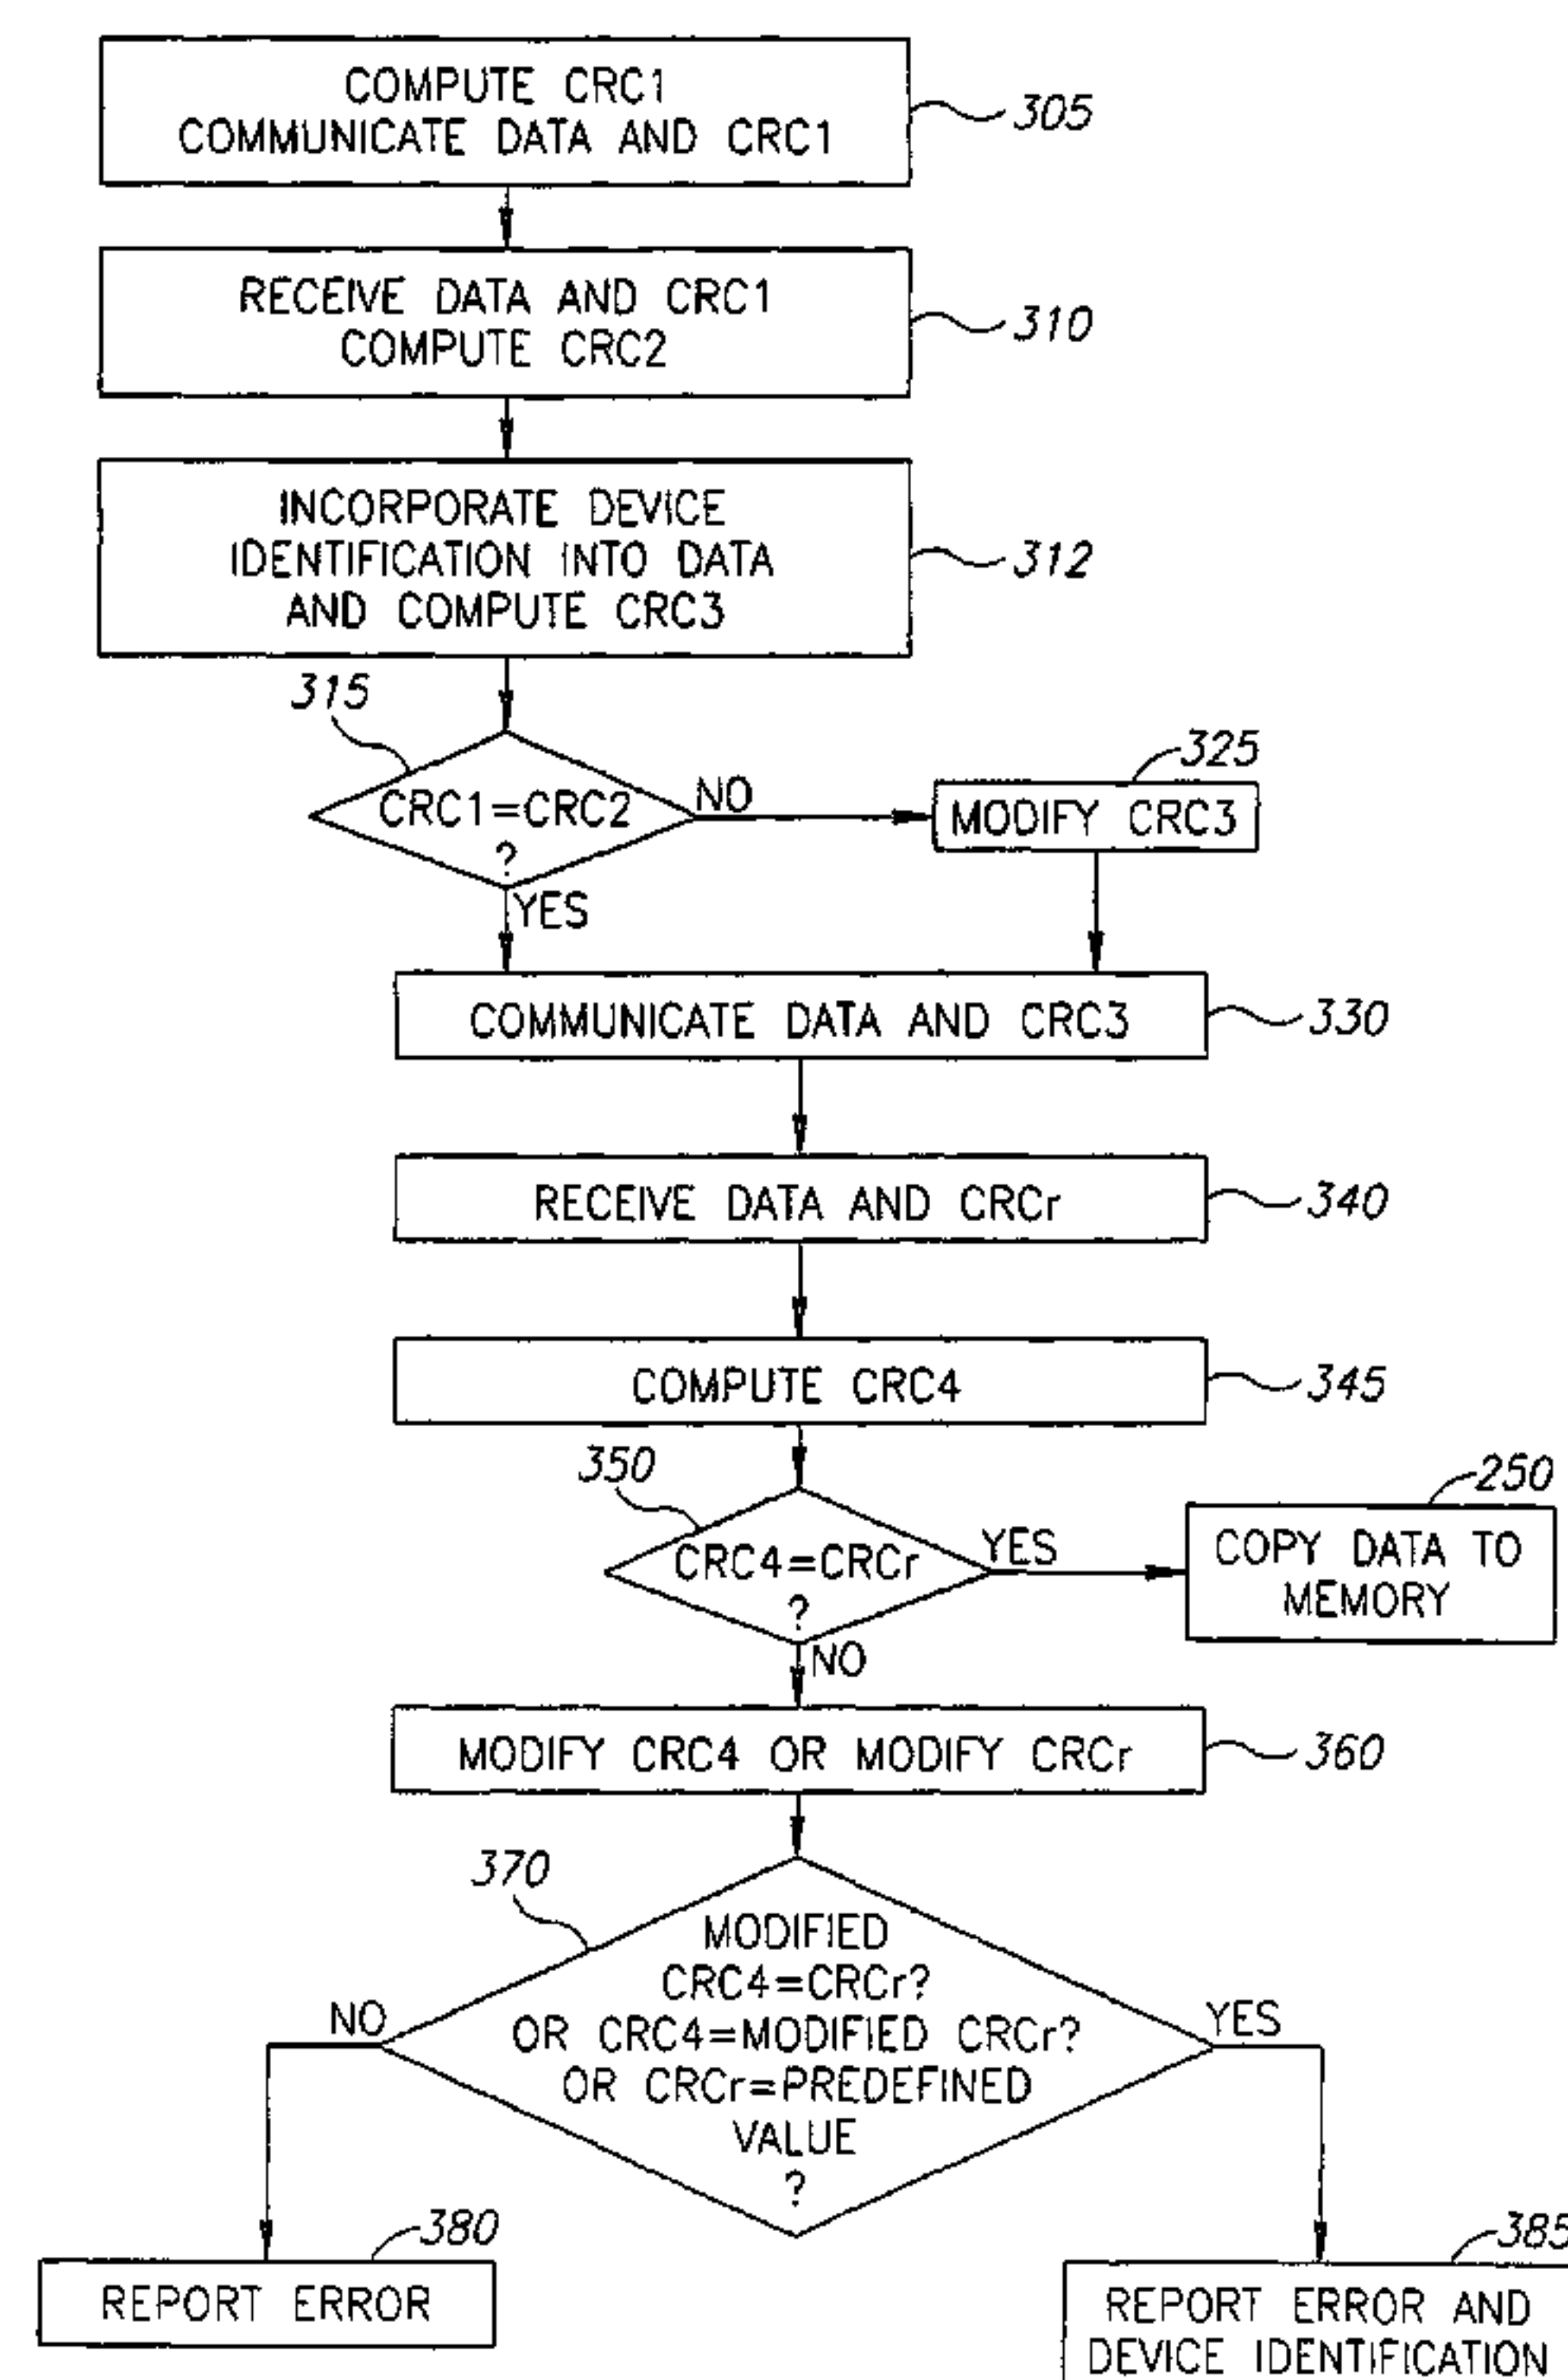 COMPUTE CRC1
COMMUNICATE DATA AND CRC1
305
RECEIVE DATA AND CRC1
COMPUTE CRC2
310
INCORPORATE DEVICE
IDENTIFICATION INTO DATA
AND COMPUTE CRC3
312
315
CRC1=CRC2
?
NO
YES
325
MODIFY CRC3
COMMUNICATE DATA AND CRC3
330
RECEIVE DATA AND CRCr
340
COMPUTE CRC4
345
350
CRC4=CRCr
?
YES
NO
250
COPY DATA TO
MEMORY
MODIFY CRC4 OR MODIFY CRCr
360
370
MODIFIED
CRC4=CRCr?
OR CRC4=MODIFIED CRCr?
OR CRCr=PREDEFINED
VALUE
?
NO
YES
380
REPORT ERROR
385
REPORT ERROR AND
DEVICE IDENTIFICATION